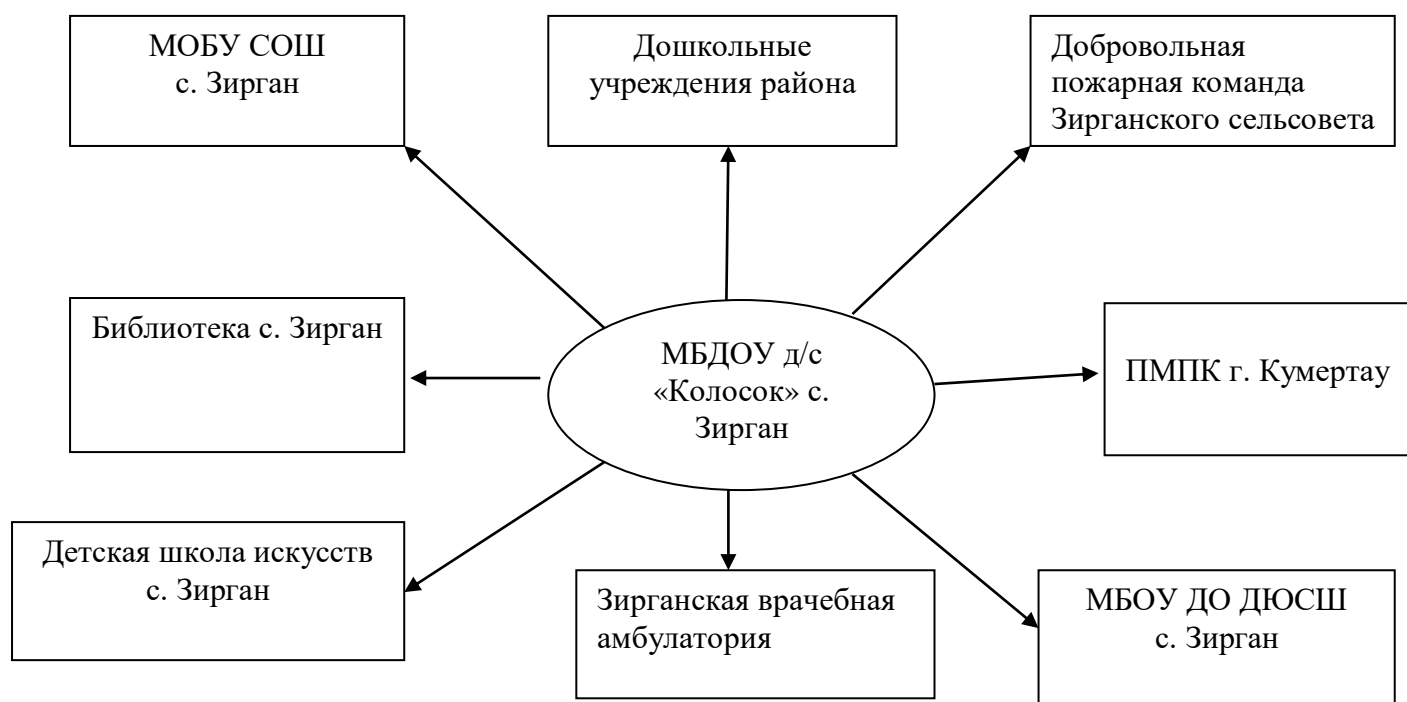 МОБУ СОШ
с. Зирган
Дошкольные
учреждения района
Добровольная
пожарная команда
Зирганского сельсовета
Библиотека с. Зирган
МБДОУ д/с
«Колосок» с.
Зирган
ПМПК г. Кумертау
Детская школа искусств
с. Зирган
Зирганская врачебная
амбулатория
МБОУ ДО ДЮСШ
с. Зирган